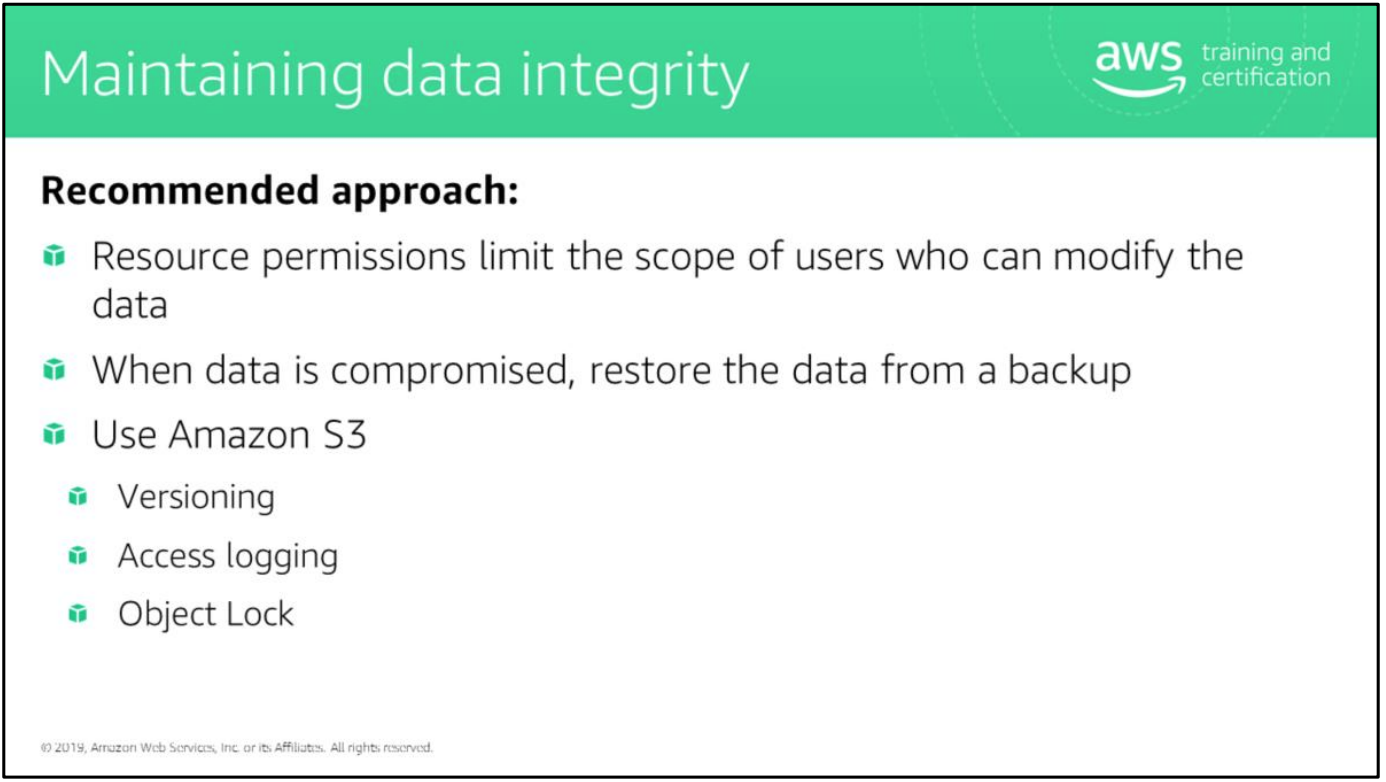 Maintaining data integrity
aws training and
certification
Recommended approach:
Resource permissions limit the scope of users who can modify the
data
When data is compromised, restore the data from a backup
Use Amazon S3
Versioning
Access logging
Object Lock
© 2019, Amazon Web Services, Inc. or its Affiliates. All rights reserved.